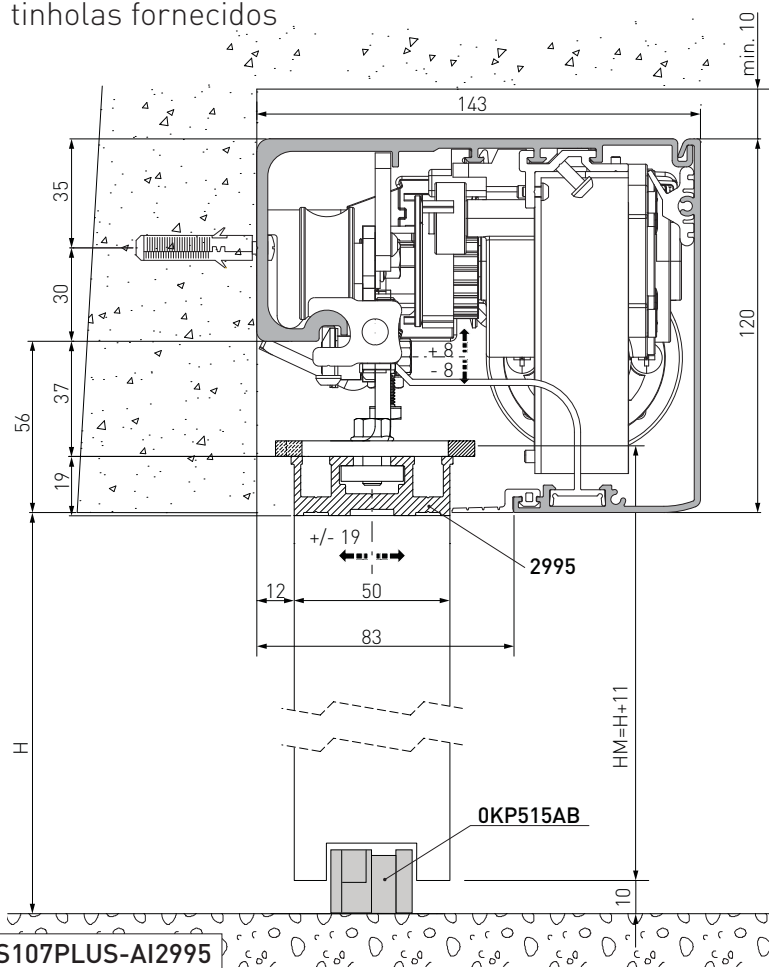 tinholas fornecidos
min. 10
143
35
30
37
56
19
120
+ 8
- 8
+/- 19
2995
12
50
83
HM=H+11
H
0KP515AB
10
S107PLUS-AI2995